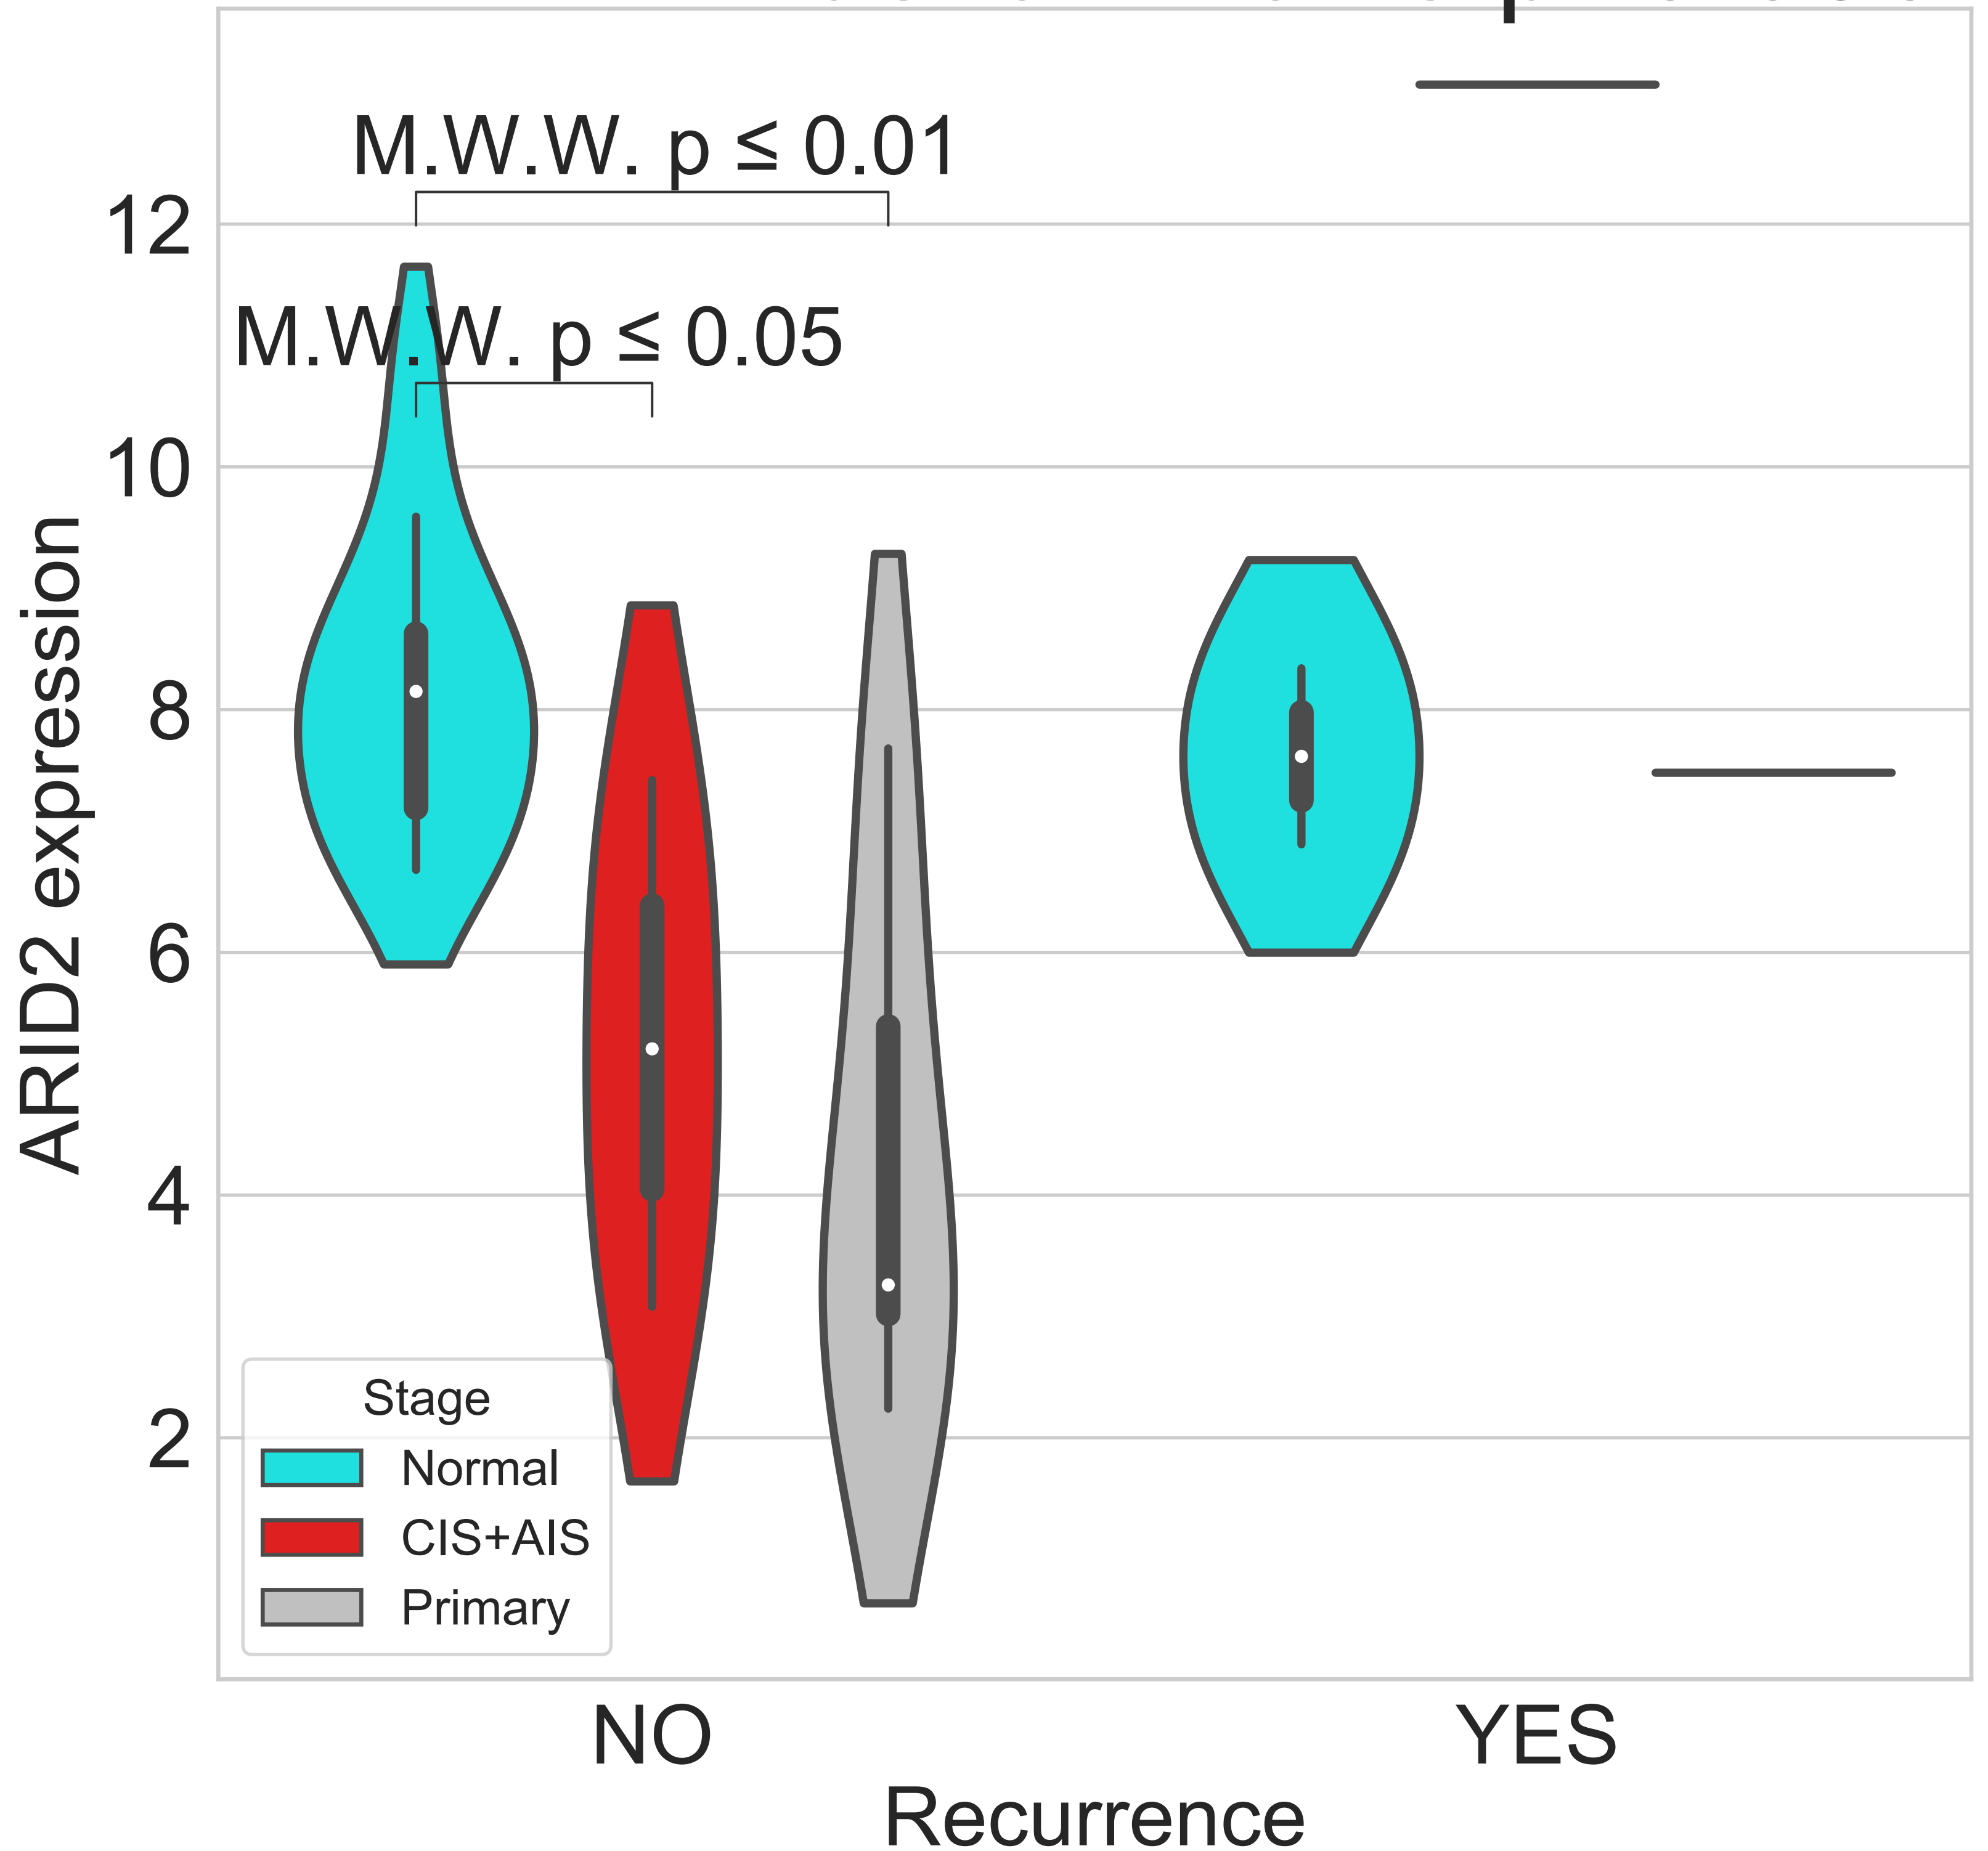 M.W.W. p ≤ 0.01
M.W.W. p ≤ 0.05
12
10
8
6
4
2
ARID2 expression
Stage
Normal
CIS+AIS
Primary
NO
YES
Recurrence